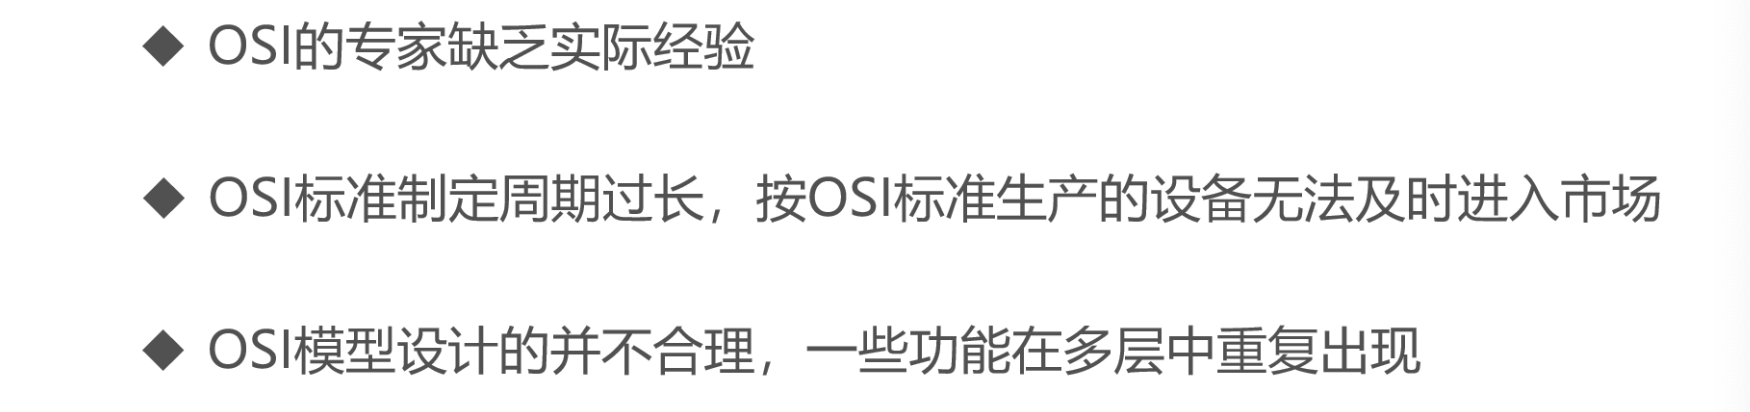 ◆ OSI的专家缺乏实际经验
◆ OSI标准制定周期过长，按OSI标准生产的设备无法及时进入市场
◆ OSI模型设计的并不合理，一些功能在多层中重复出现